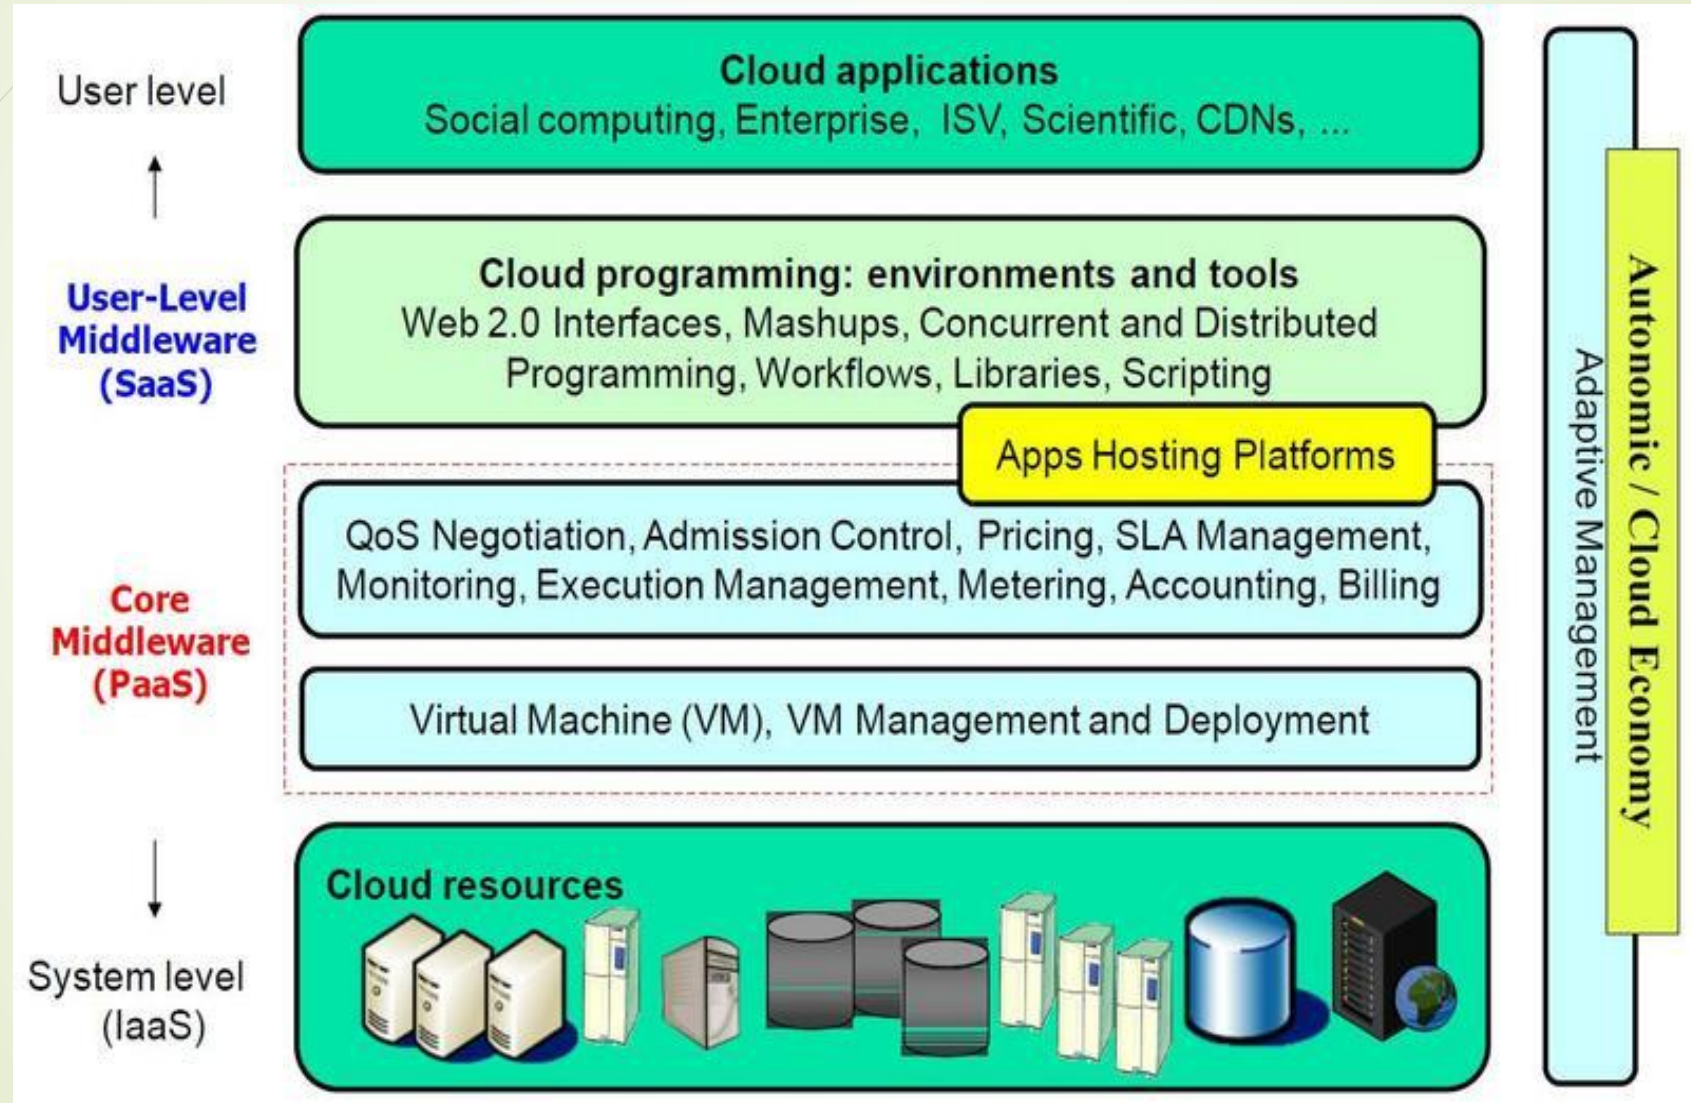 User level
Cloud applications
Social computing, Enterprise, ISV, Scientific, CDNs, ...
User-Level
Middleware
(SaaS)
Cloud programming: environments and tools
Web 2.0 Interfaces, Mashups, Concurrent and Distributed
Programming, Workflows, Libraries, Scripting
Apps Hosting Platforms
Core
Middleware
(PaaS)
QoS Negotiation, Admission Control, Pricing, SLA Management,
Monitoring, Execution Management, Metering, Accounting, Billing
Virtual Machine (VM), VM Management and Deployment
System level
(IaaS)
Cloud resources
Adaptive Management
Autonomic / Cloud Economy